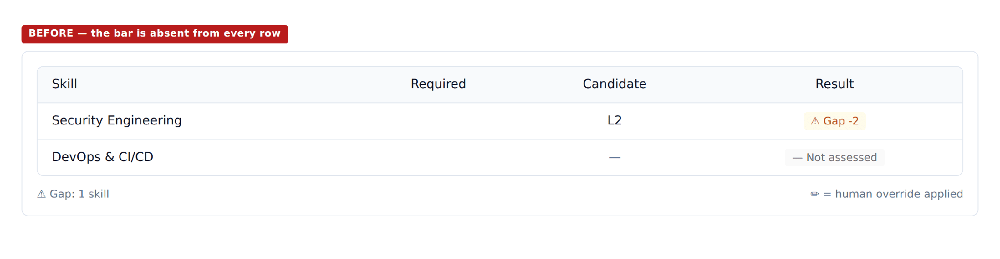 BEFORE — the bar is absent from every row
Skill Required Candidate Result
Security Engineering L2 ⚠ Gap -2
DevOps & CI/CD — — Not assessed
⚠ Gap: 1 skill ✏ = human override applied